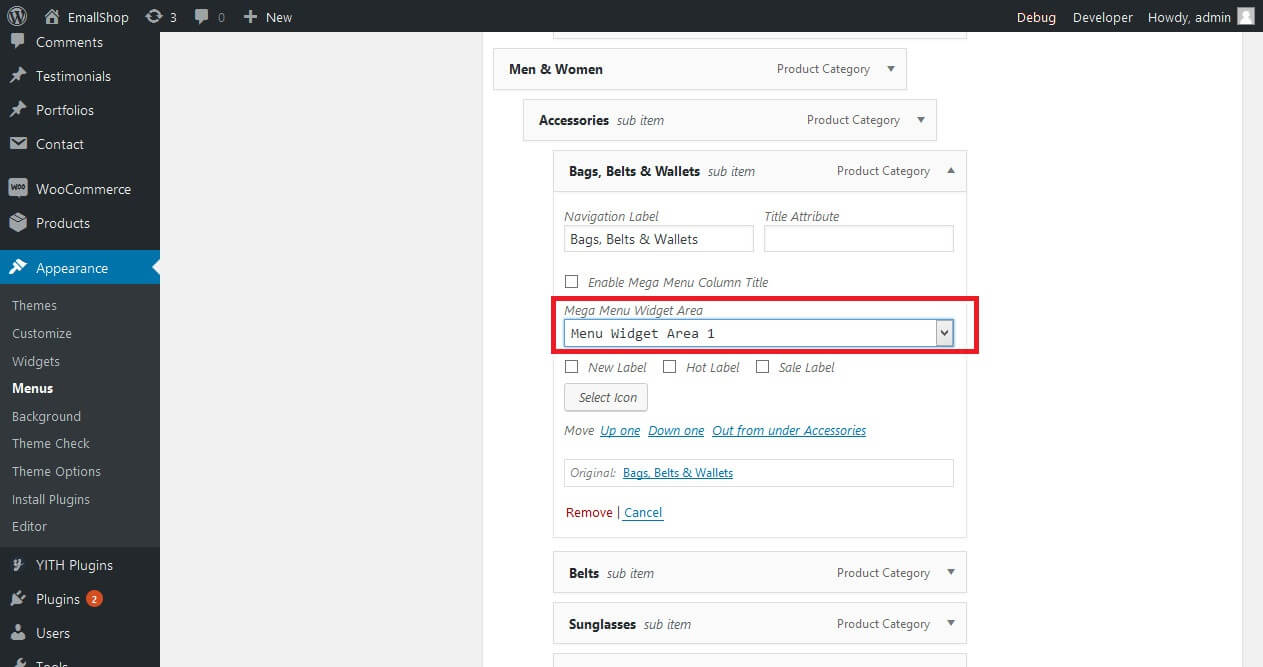 EmallShop 3 0 New Debug Developer Howdy, admin
Comments
Testimonials
Portfolios
Contact
WOO WooCommerce
Products
Appearance
Themes
Customize
Widgets
Menus
Background
Theme Check
Theme Options
Install Plugins
Editor
YITH Plugins
Plugins 2
Users
Tools
Men & Women Product Category
Accessories sub item Product Category
Bags, Belts & Wallets sub item Product Category
Navigation Label Title Attribute
Bags, Belts & Wallets
Enable Mega Menu Column Title
Mega Menu Widget Area
Menu Widget Area 1
New Label Hot Label Sale Label
Select Icon
Move Up one Down one Out from under Accessories
Original: Bags, Belts & Wallets
Remove | Cancel
Belts sub item Product Category
Sunglasses sub item Product Category